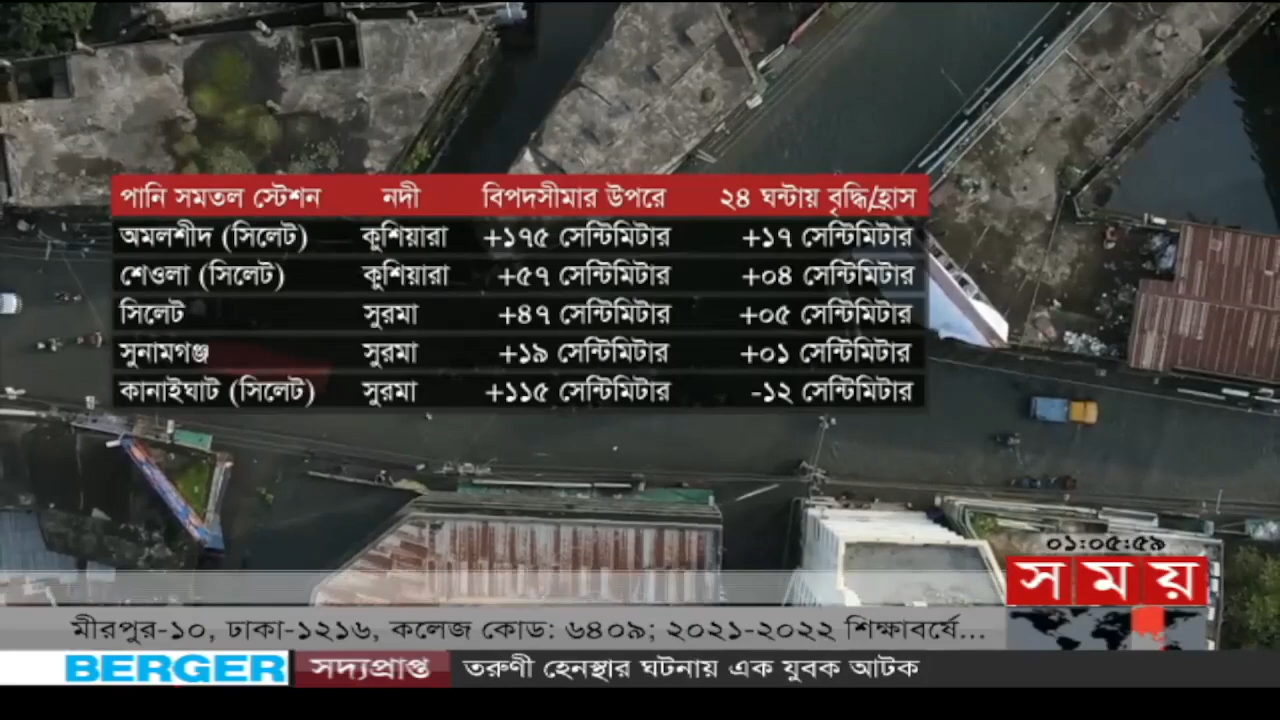 পানি সমতল স্টেশন নদী বিপদসীমার উপরে ২৪ ঘন্টায় বৃদ্ধি/হ্রাস
অমলশীদ (সিলেট) কুশিয়ারা +১৭৫ সেন্টিমিটার +১৭ সেন্টিমিটার
শেওলা (সিলেট) কুশিয়ারা +৫৭ সেন্টিমিটার +০৪ সেন্টিমিটার
সিলেট সুরমা +৪৭ সেন্টিমিটার +০৫ সেন্টিমিটার
সুনামগঞ্জ সুরমা +১৯ সেন্টিমিটার +০১ সেন্টিমিটার
কানাইঘাট (সিলেট) সুরমা +১১৫ সেন্টিমিটার -১২ সেন্টিমিটার
০১:০৫:৫৯
সময়
মীরপুর-১০, ঢাকা-১২১৬, কলেজ কোড: ৬৪০৯; ২০২১-২০২২ শিক্ষাবর্ষে...
BERGER সদ্যপ্রাপ্ত তরুণী হেনস্থার ঘটনায় এক যুবক আটক